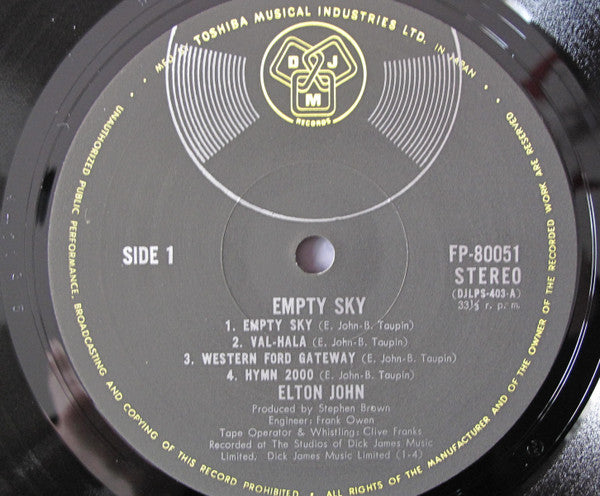 • MFD BY TOSHIBA MUSICAL INDUSTRIES LTD. IN JAPAN •
D J
M
RECORDS
SIDE 1
FP-80051
STEREO
(DJLPS-403-A)
33⅓ r. p. m.
EMPTY SKY
1. EMPTY SKY (E. John-B. Taupin)
2. VAL-HALA (E. John-B. Taupin)
3. WESTERN FORD GATEWAY (E. John-B. Taupin)
4. HYMN 2000 (E. John-B. Taupin)
ELTON JOHN
Produced by Stephen Brown
Engineer: Frank Owen
Tape Operator & Whistling: Clive Franks
Recorded at The Studios of Dick James Music
Limited, Dick James Music Limited (1-4)
ALL RIGHTS OF THE MANUFACTURER AND OF THE OWNER OF THE RECORDED WORK ARE RESERVED
• UNAUTHORIZED PUBLIC PERFORMANCE, BROADCASTING AND COPYING OF THIS RECORD PROHIBITED •